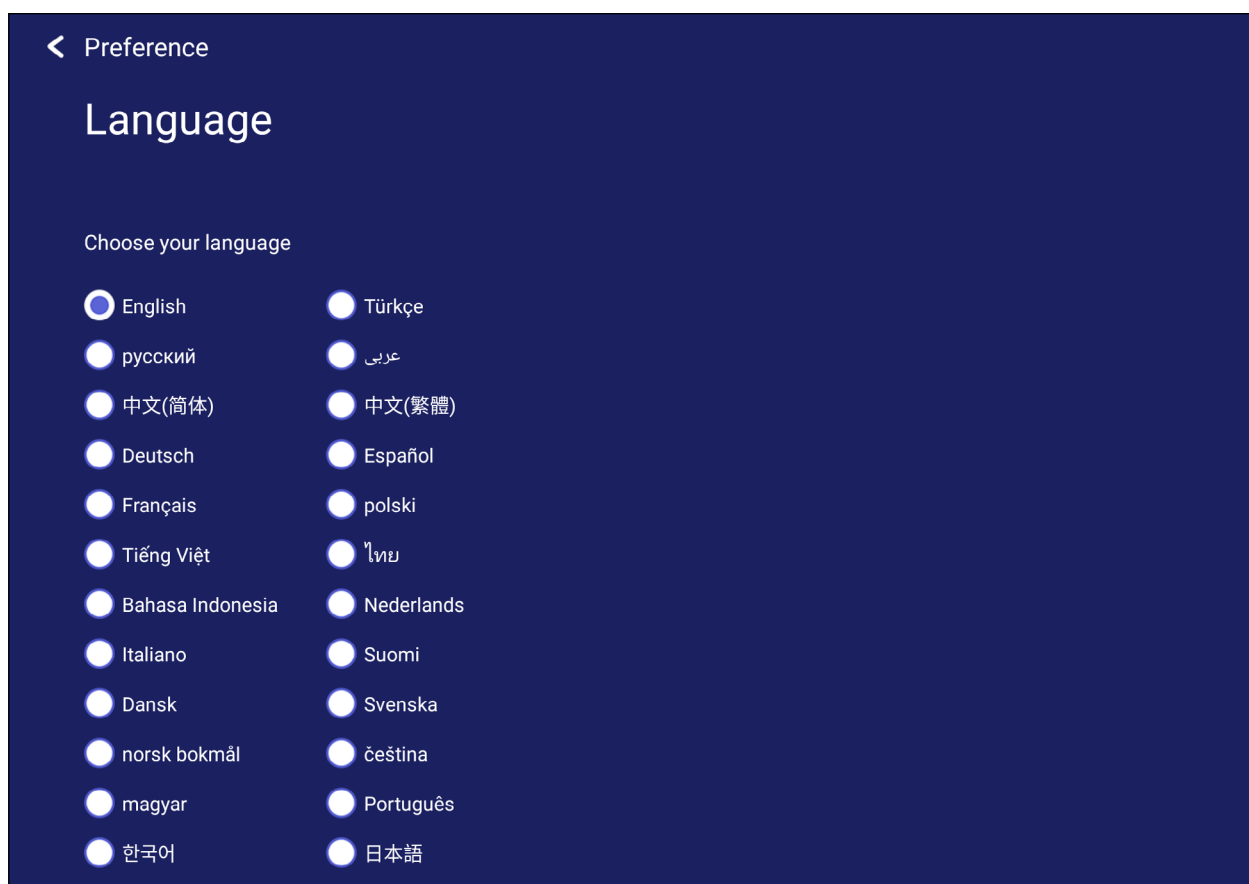 Preference
Language
Choose your language
English Türkçe
русский عربى
中文(简体) 中文(繁體)
Deutsch Español
Français polski
Tiếng Việt ไทย
Bahasa Indonesia Nederlands
Italiano Suomi
Dansk Svenska
norsk bokmål čeština
magyar Português
한국어 日本語